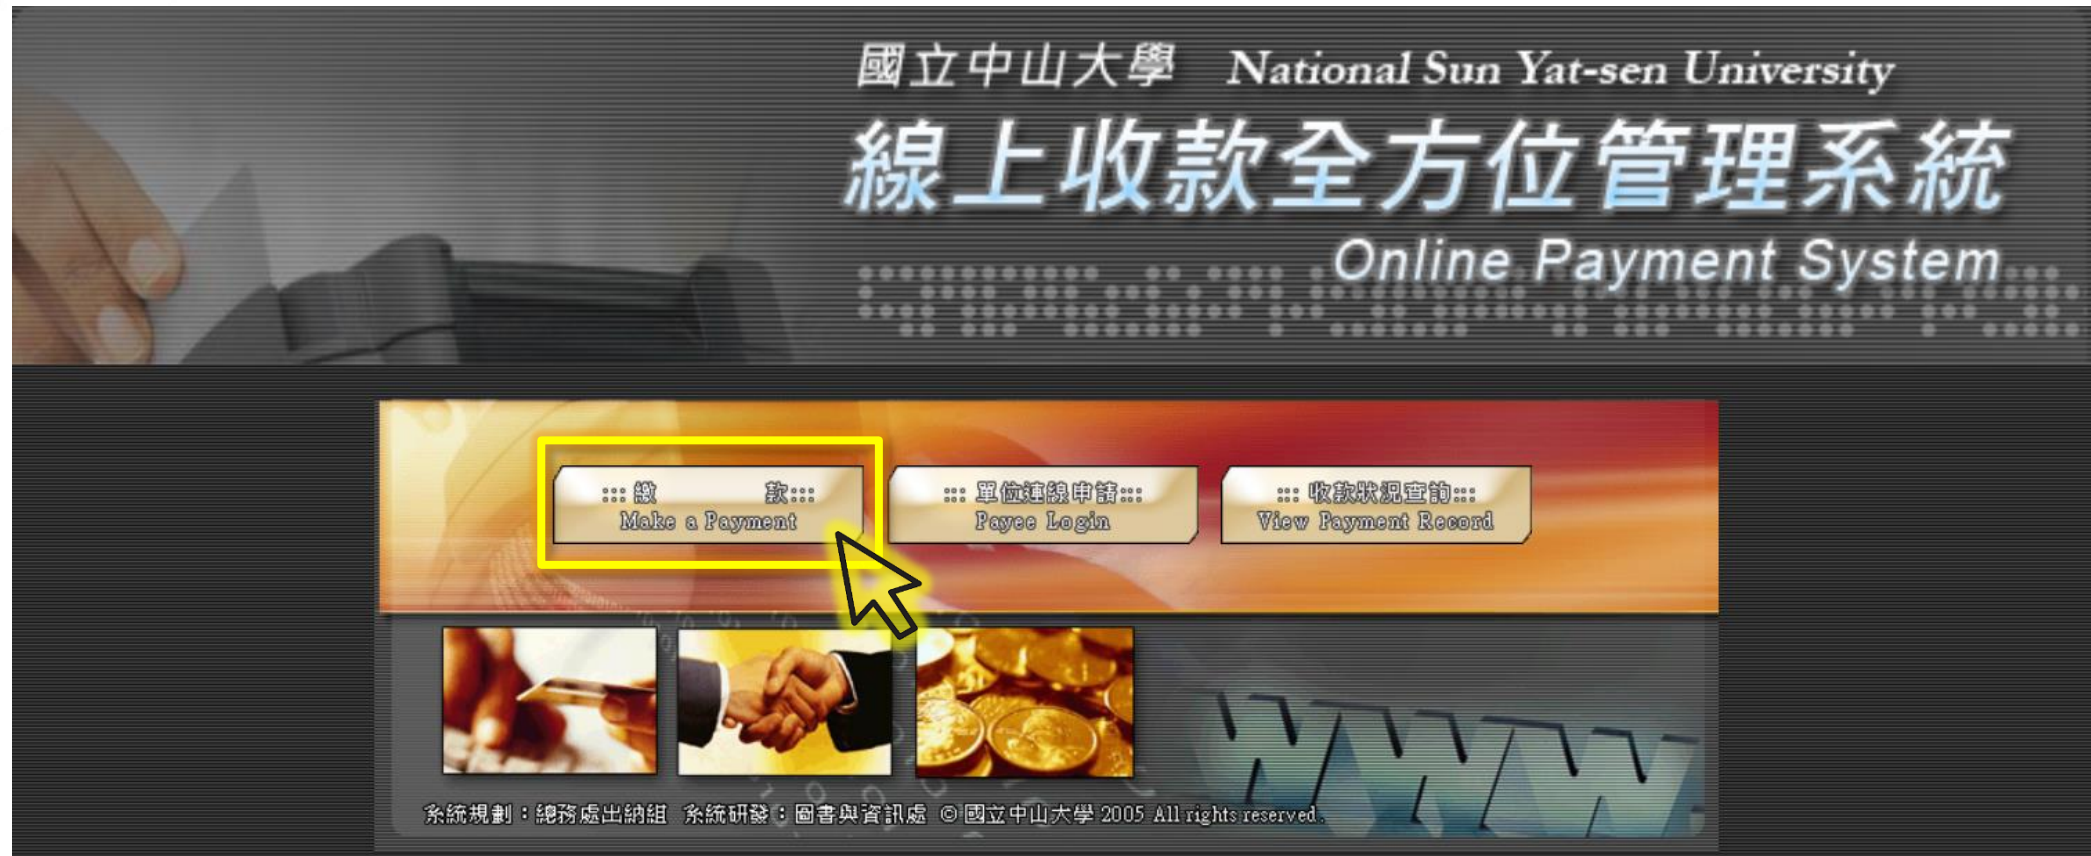 國立中山大學 National Sun Yat-sen University
線上收款全方位管理系統
Online Payment System
::: 繳 款:::
Make a Payment
::: 單位連線申請:::
Payee Login
::: 收款狀況查詢:::
View Payment Record
WWW.
系統規劃：總務處出納組 系統研發：圖書與資訊處 © 國立中山大學 2005 All rights reserved.